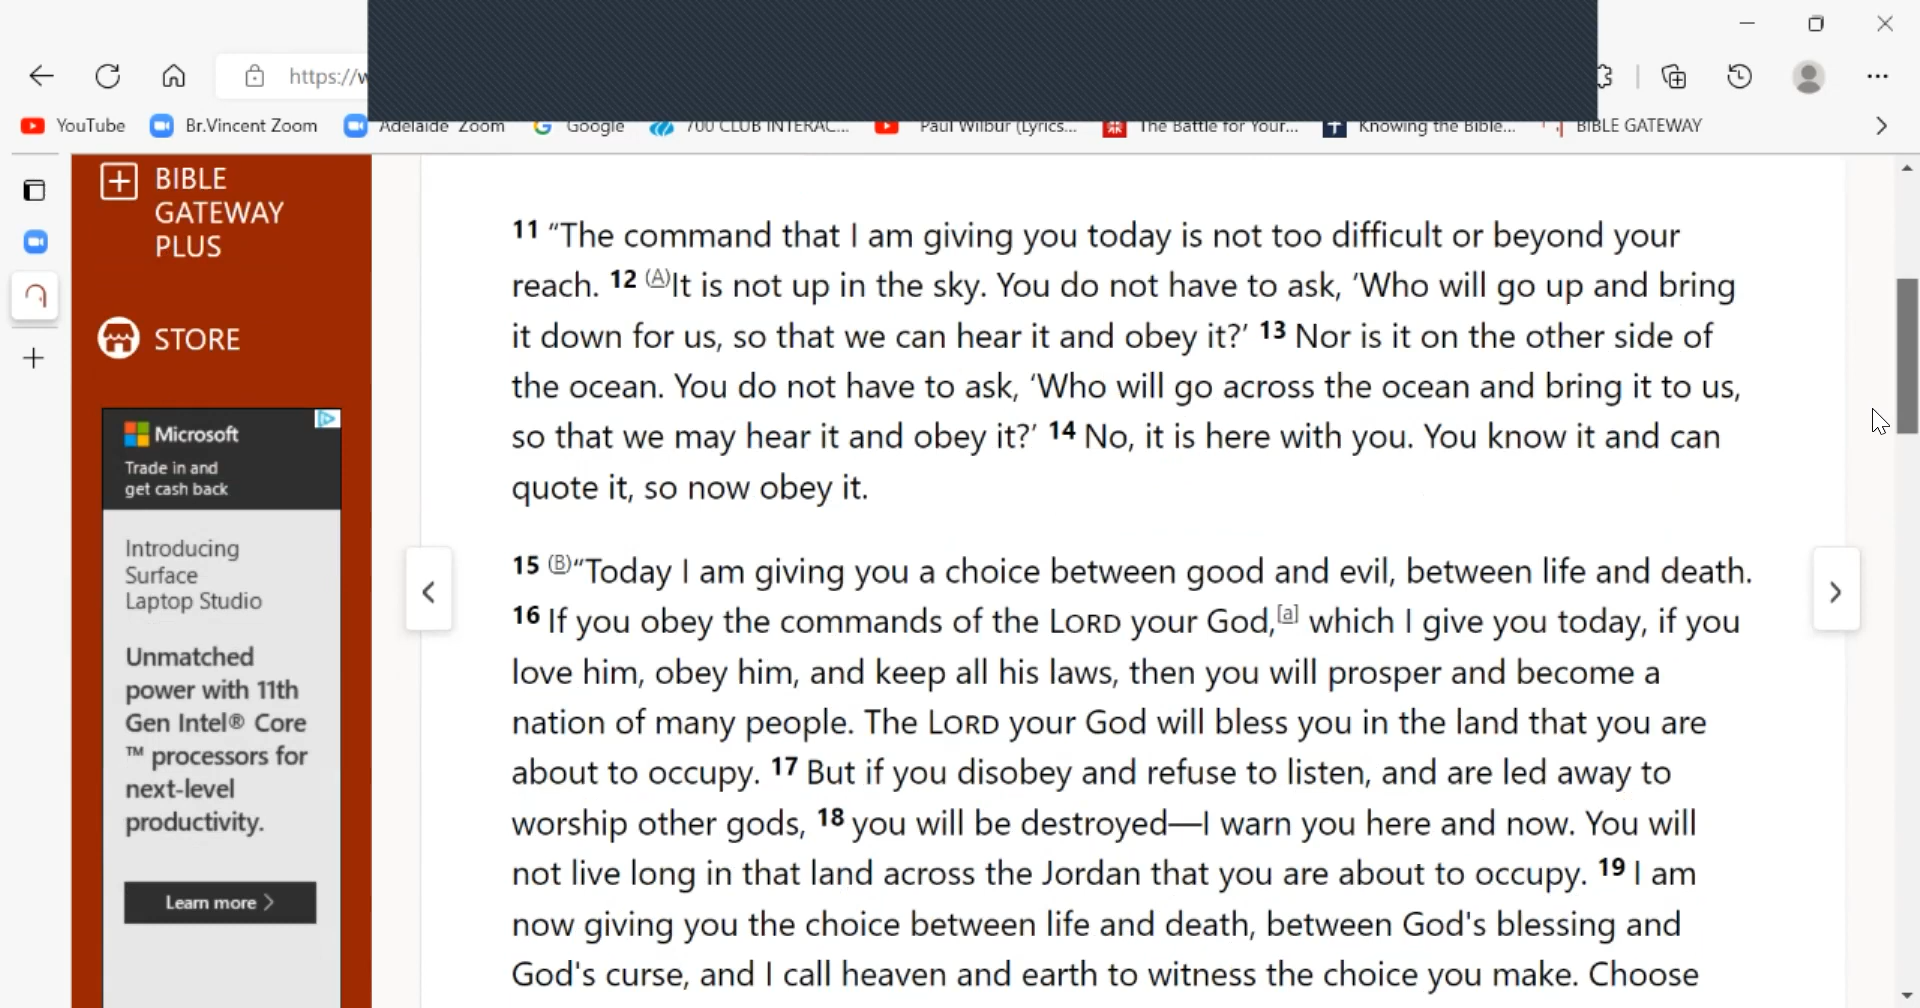 https://w
YouTube Br.Vincent Zoom Adelaide Zoom Google 700 CLUB INTERAC... Paul Wilbur (Lyrics... The Battle for Your... Knowing the Bible... BIBLE GATEWAY
BIBLE
GATEWAY
PLUS
STORE
Microsoft
Trade in and
get cash back
Introducing
Surface
Laptop Studio
Unmatched
power with 11th
Gen Intel® Core
™ processors for
next-level
productivity.
Learn more >
11 “The command that I am giving you today is not too difficult or beyond your
reach. 12 (A)It is not up in the sky. You do not have to ask, ‘Who will go up and bring
it down for us, so that we can hear it and obey it?’ 13 Nor is it on the other side of
the ocean. You do not have to ask, ‘Who will go across the ocean and bring it to us,
so that we may hear it and obey it?’ 14 No, it is here with you. You know it and can
quote it, so now obey it.
15 (B)“Today I am giving you a choice between good and evil, between life and death.
16 If you obey the commands of the LORD your God,[a] which I give you today, if you
love him, obey him, and keep all his laws, then you will prosper and become a
nation of many people. The LORD your God will bless you in the land that you are
about to occupy. 17 But if you disobey and refuse to listen, and are led away to
worship other gods, 18 you will be destroyed—I warn you here and now. You will
not live long in that land across the Jordan that you are about to occupy. 19 I am
now giving you the choice between life and death, between God's blessing and
God's curse, and I call heaven and earth to witness the choice you make. Choose